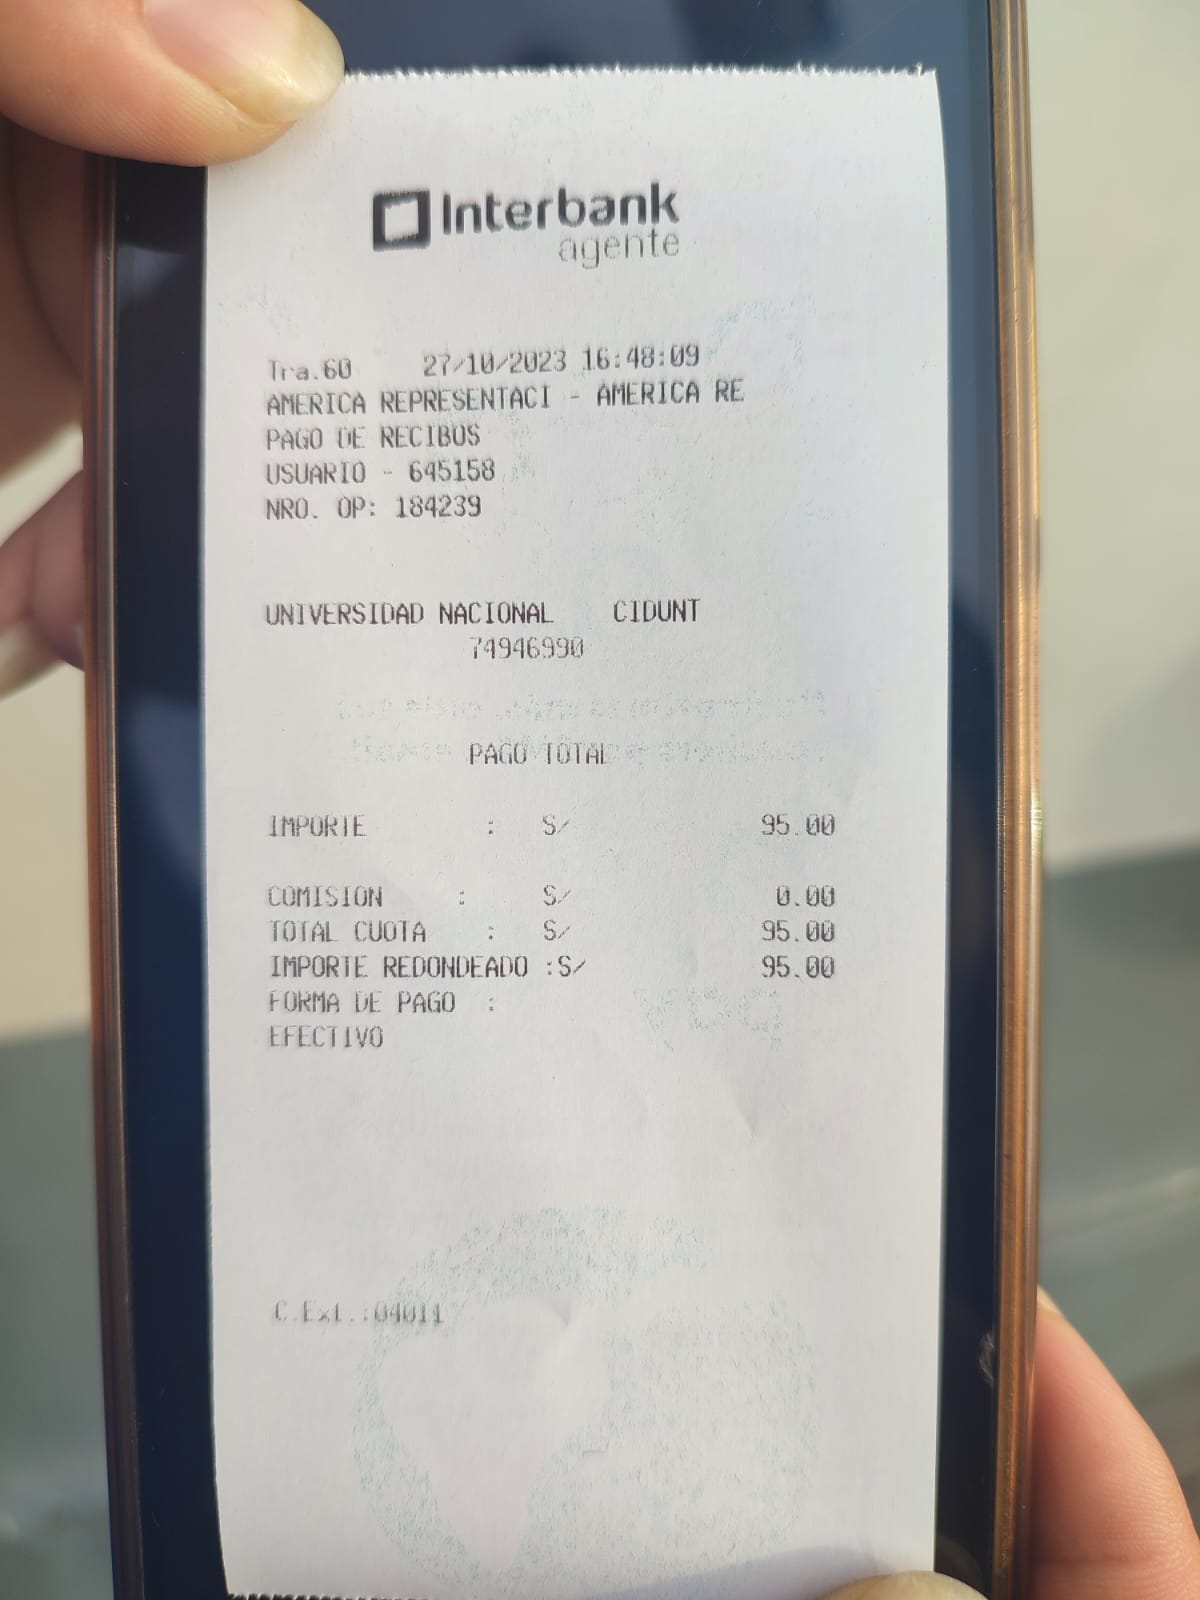 Interbank
agente
Tra.60 27/10/2023 16:48:09
AMERICA REPRESENTACI - AMERICA RE
PAGO DE RECIBOS
USUARIO - 645158
NRO. OP: 184239
UNIVERSIDAD NACIONAL CIDUNT
74946990
PAGO TOTAL
IMPORTE : S/ 95.00
COMISION : S/ 0.00
TOTAL CUOTA : S/ 95.00
IMPORTE REDONDEADO :S/ 95.00
FORMA DE PAGO :
EFECTIVO
C.Ext.:04011